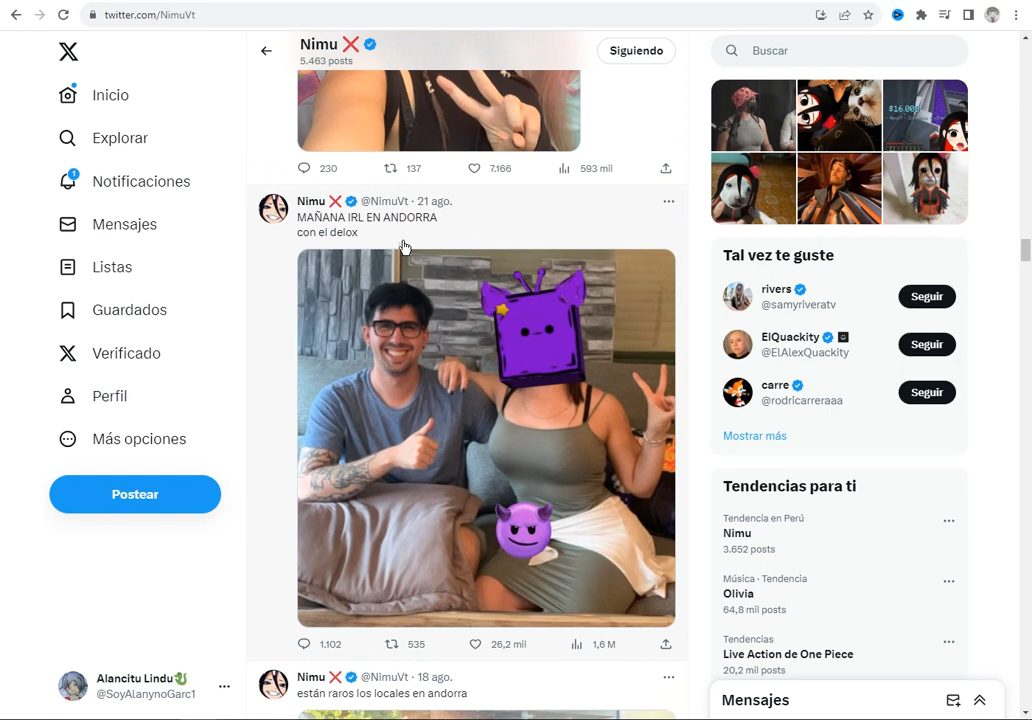 twitter.com/NimuVt
Inicio
Explorar
1
Notificaciones
Mensajes
Listas
Guardados
Verificado
Perfil
Más opciones
Postear
Alancitu Lindu
@SoyAlanynoGarc1
Nimu ❌
5.463 posts
Siguiendo
230 137 7.166 593 mil
Nimu ❌ @NimuVt · 21 ago.
MAÑANA IRL EN ANDORRA
con el delox
1.102 535 26,2 mil 1,6 M
Nimu ❌ @NimuVt · 18 ago.
están raros los locales en andorra
Buscar
$16.000
Tal vez te guste
rivers
@samyriveratv
Seguir
ElQuackity
@ElAlexQuackity
Seguir
carre
@rodricarreraaa
Seguir
Mostrar más
Tendencias para ti
Tendencia en Perú
Nimu
3.652 posts
Música · Tendencia
Olivia
64,8 mil posts
Tendencias
Live Action de One Piece
20,2 mil posts
Mensajes